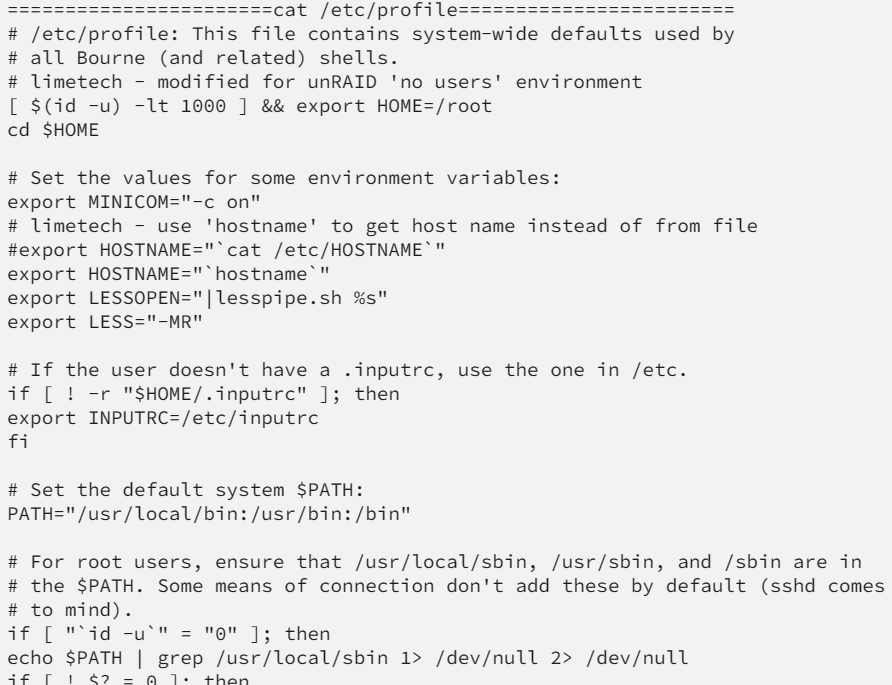 =======================cat /etc/profile========================
# /etc/profile: This file contains system-wide defaults used by
# all Bourne (and related) shells.
# limetech - modified for unRAID 'no users' environment
[ $(id -u) -lt 1000 ] && export HOME=/root
cd $HOME

# Set the values for some environment variables:
export MINICOM="-c on"
# limetech - use 'hostname' to get host name instead of from file
#export HOSTNAME="`cat /etc/HOSTNAME`"
export HOSTNAME="`hostname`"
export LESSOPEN="|lesspipe.sh %s"
export LESS="-MR"

# If the user doesn't have a .inputrc, use the one in /etc.
if [ ! -r "$HOME/.inputrc" ]; then
export INPUTRC=/etc/inputrc
fi

# Set the default system $PATH:
PATH="/usr/local/bin:/usr/bin:/bin"

# For root users, ensure that /usr/local/sbin, /usr/sbin, and /sbin are in
# the $PATH. Some means of connection don't add these by default (sshd comes
# to mind).
if [ "`id -u`" = "0" ]; then
echo $PATH | grep /usr/local/sbin 1> /dev/null 2> /dev/null
if [ ! $? = 0 ]; then